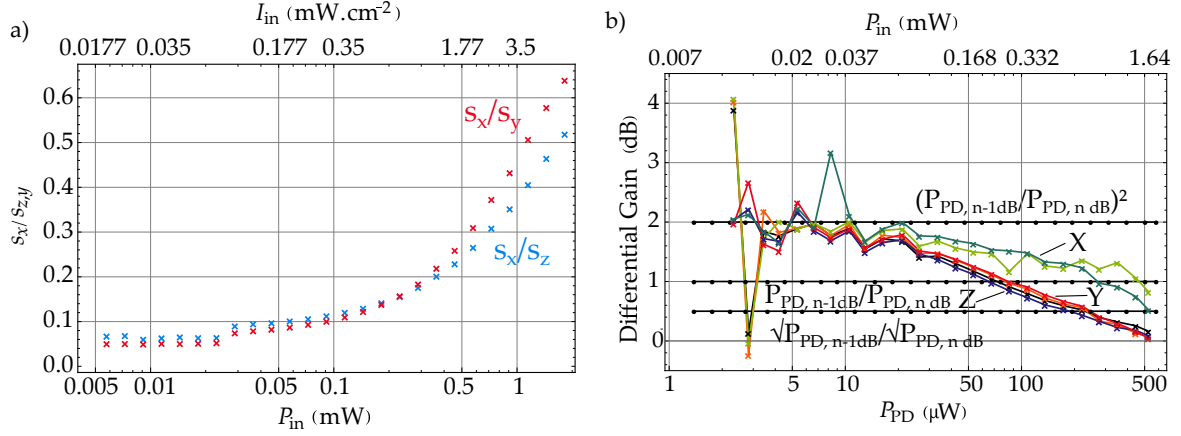 a)
I_in (mW.cm⁻²)
0.0177 0.035 0.177 0.35 1.77 3.5
s_x/s_z,y
0.6
0.5
0.4
0.3
0.2
0.1
0.0
s_x/s_y
s_x/s_z
0.005 0.01 0.05 0.1 0.5 1
P_in (mW)
b)
P_in (mW)
0.007 0.02 0.037 0.168 0.332 1.64
Differential Gain (dB)
4
3
2
1
0
(P_PD, n-1dB/P_PD, n dB)²
X
P_PD, n-1dB/P_PD, n dB
Z
Y
√P_PD, n-1dB/√P_PD, n dB
1 5 10 50 100 500
P_PD (μW)